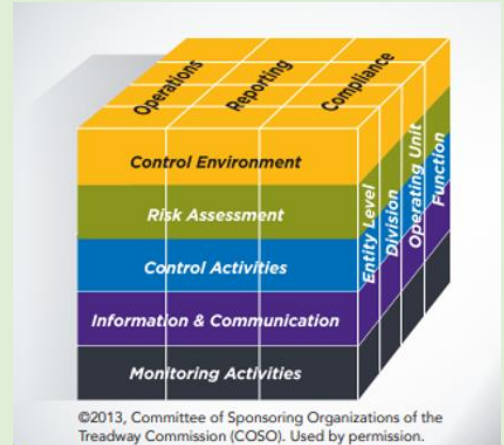 Operations
Reporting
Compliance
Control Environment
Risk Assessment
Control Activities
Information & Communication
Monitoring Activities
Entity Level
Division
Operating Unit
Function
©2013, Committee of Sponsoring Organizations of the
Treadway Commission (COSO). Used by permission.